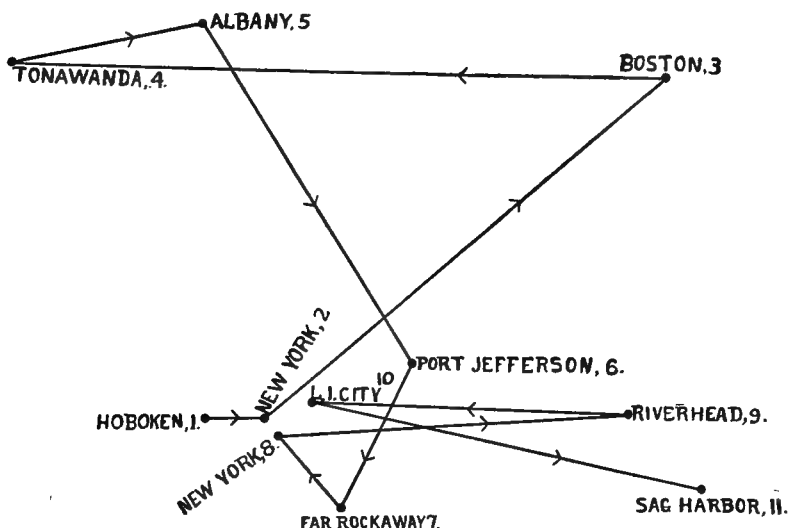 ALBANY, 5
TONAWANDA, 4.
BOSTON, 3
NEW YORK, 2
PORT JEFFERSON, 6.
L.I. CITY 10
HOBOKEN, 1.
RIVERHEAD, 9.
NEW YORK, 8.
SAG HARBOR, 11.
FAR ROCKAWAY 7.